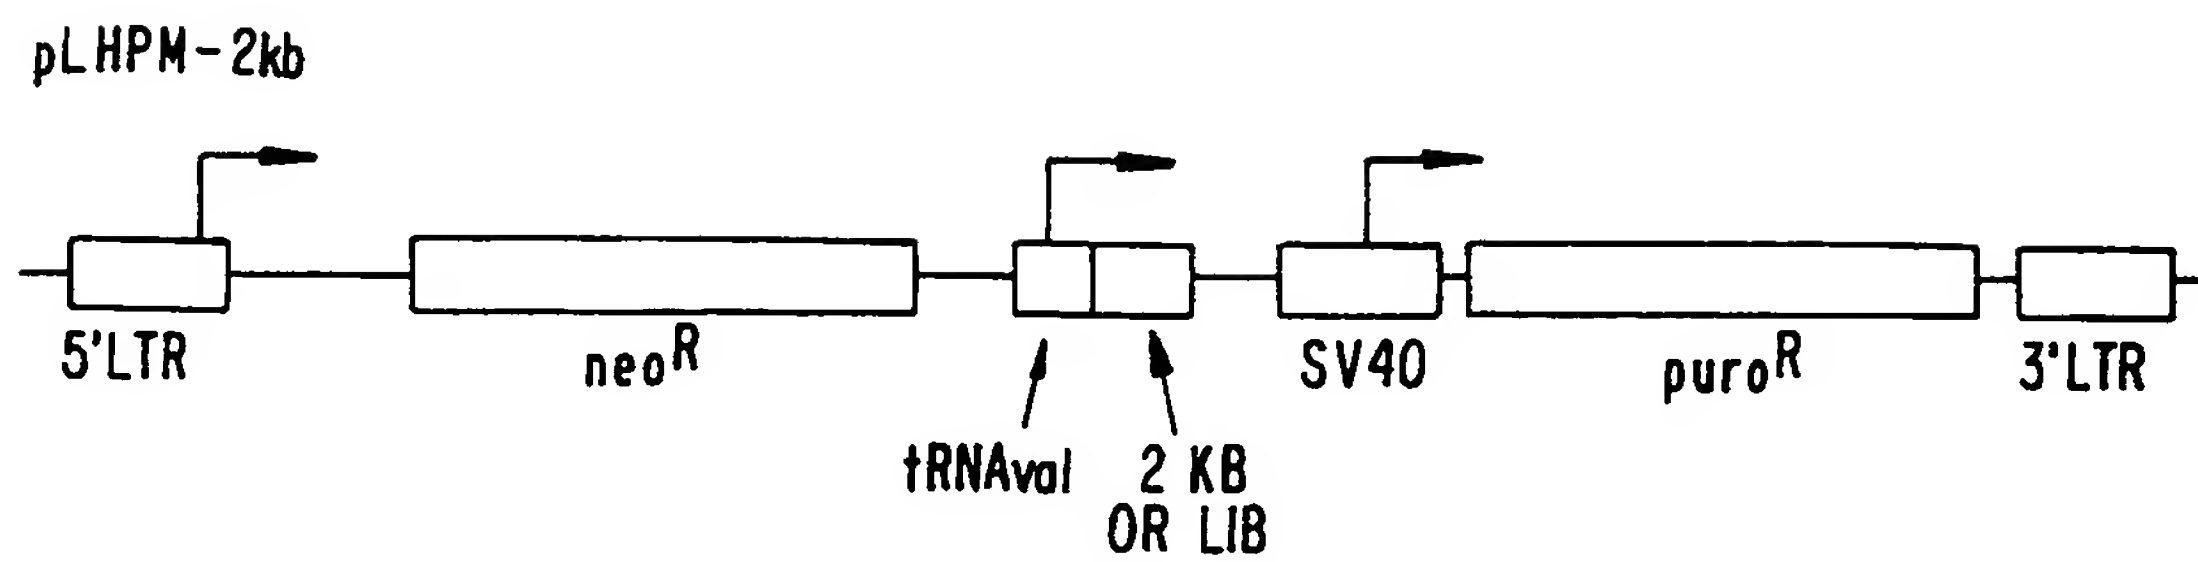 pLHPM-2kb
5'LTR
neoR
SV40
puroR
3'LTR
tRNAval
2 KB
OR LIB